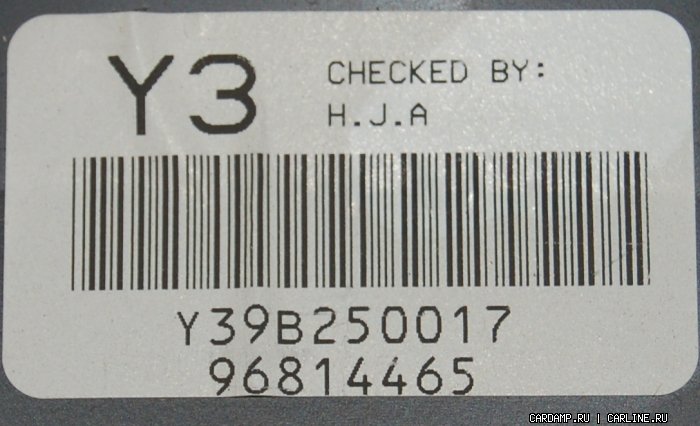 Y3
CHECKED BY:
H.J.A
Y39B250017
96814465
CARDAMP.RU | CARLINE.RU